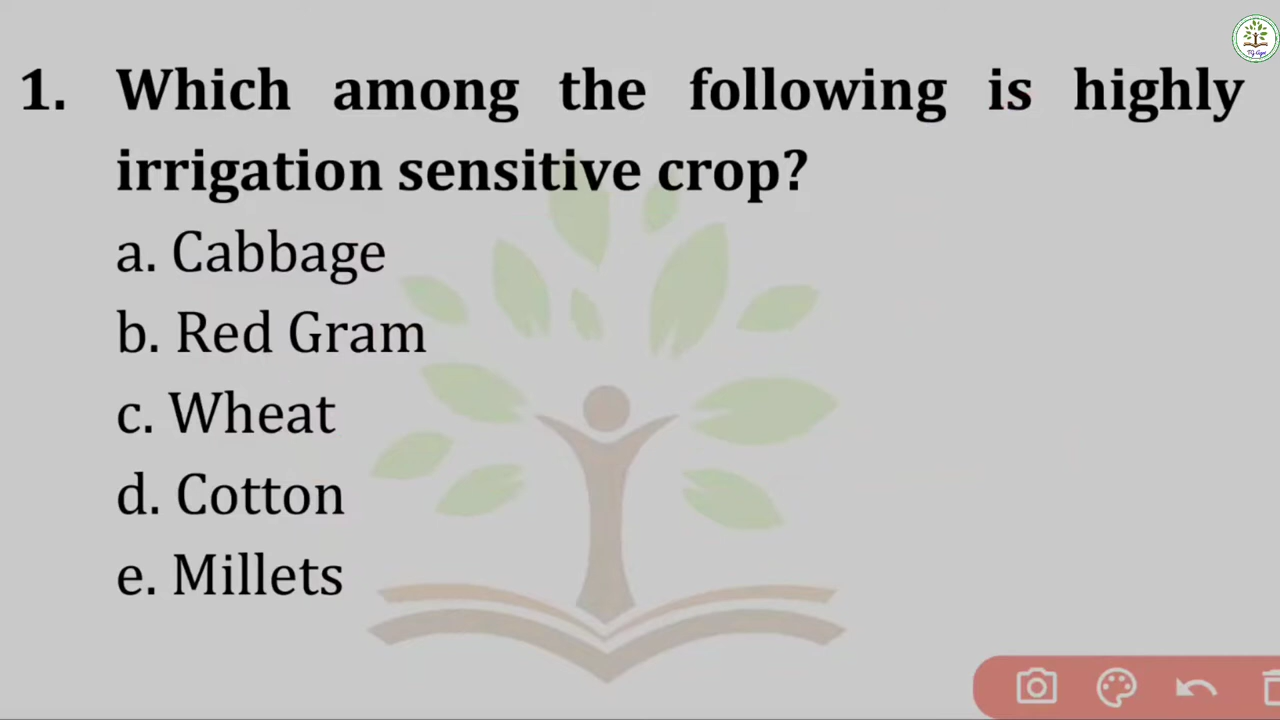 1. Which among the following is highly
irrigation sensitive crop?
a. Cabbage
b. Red Gram
c. Wheat
d. Cotton
e. Millets